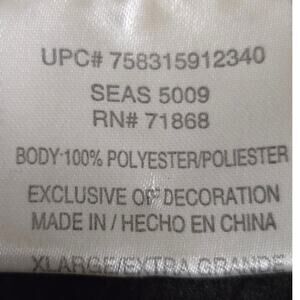 UPC# 758315912340
SEAS 5009
RN# 71868
BODY·100% POLYESTER/POLIESTER
EXCLUSIVE OF DECORATION
MADE IN / HECHO EN CHINA
XLARGE/EXTRA GRANDE